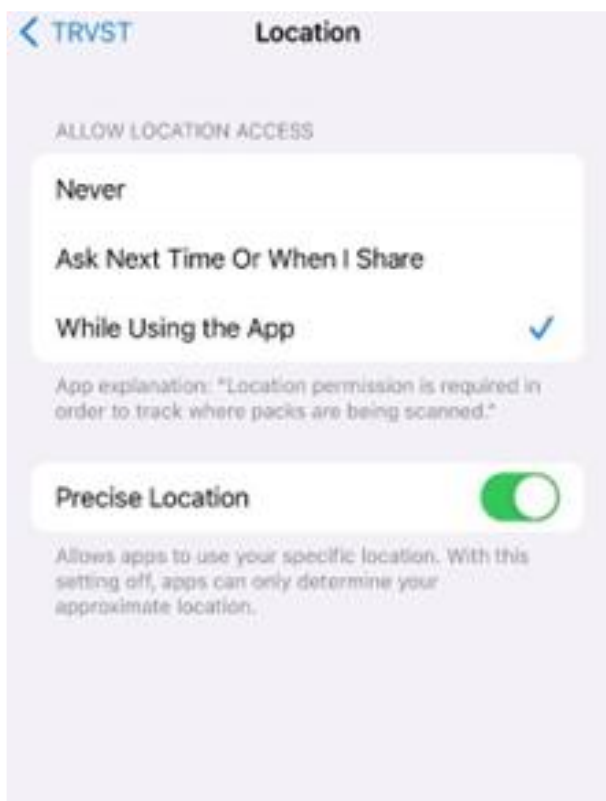 TRVST Location
ALLOW LOCATION ACCESS
Never
Ask Next Time Or When I Share
While Using the App
App explanation: "Location permission is required in
order to track where packs are being scanned."
Precise Location
Allows apps to use your specific location. With this
setting off, apps can only determine your
approximate location.